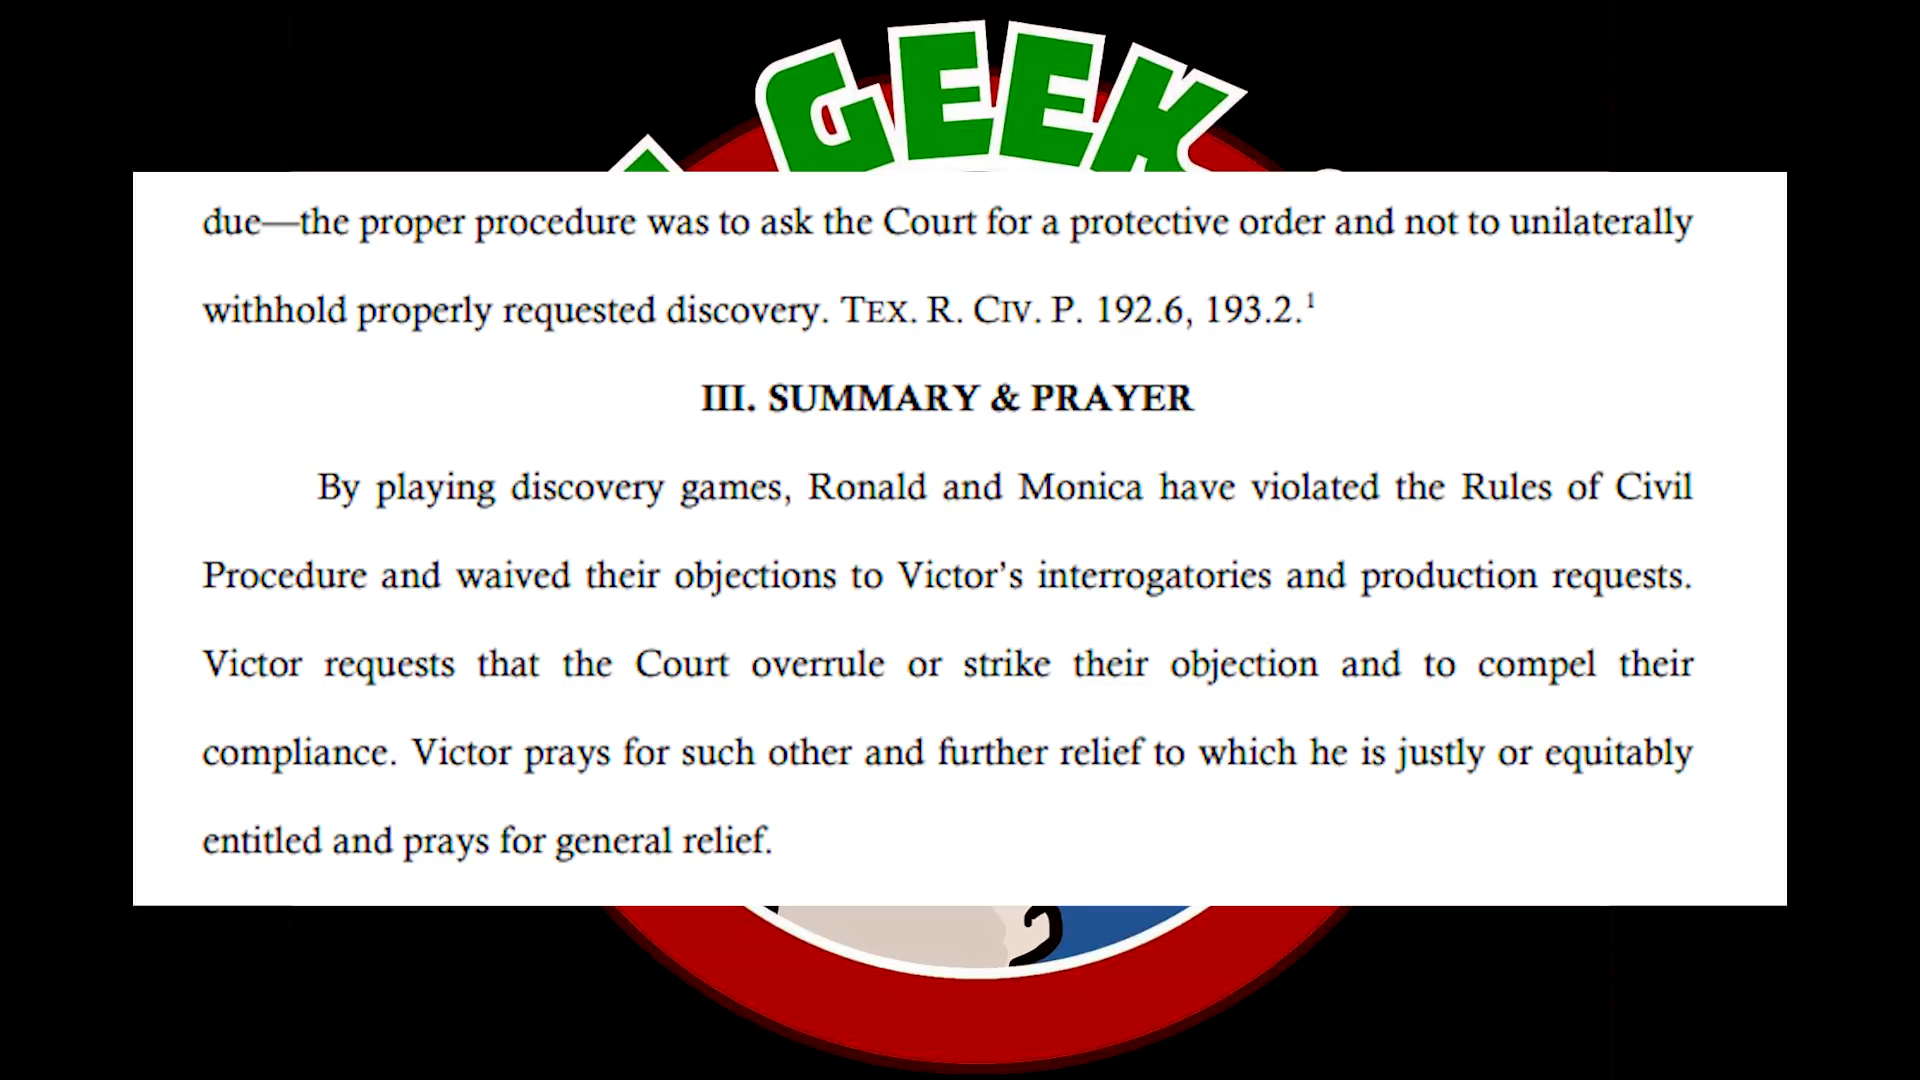 GEEK
due—the proper procedure was to ask the Court for a protective order and not to unilaterally
withhold properly requested discovery. TEX. R. CIV. P. 192.6, 193.2.¹
III. SUMMARY & PRAYER
By playing discovery games, Ronald and Monica have violated the Rules of Civil
Procedure and waived their objections to Victor's interrogatories and production requests.
Victor requests that the Court overrule or strike their objection and to compel their
compliance. Victor prays for such other and further relief to which he is justly or equitably
entitled and prays for general relief.